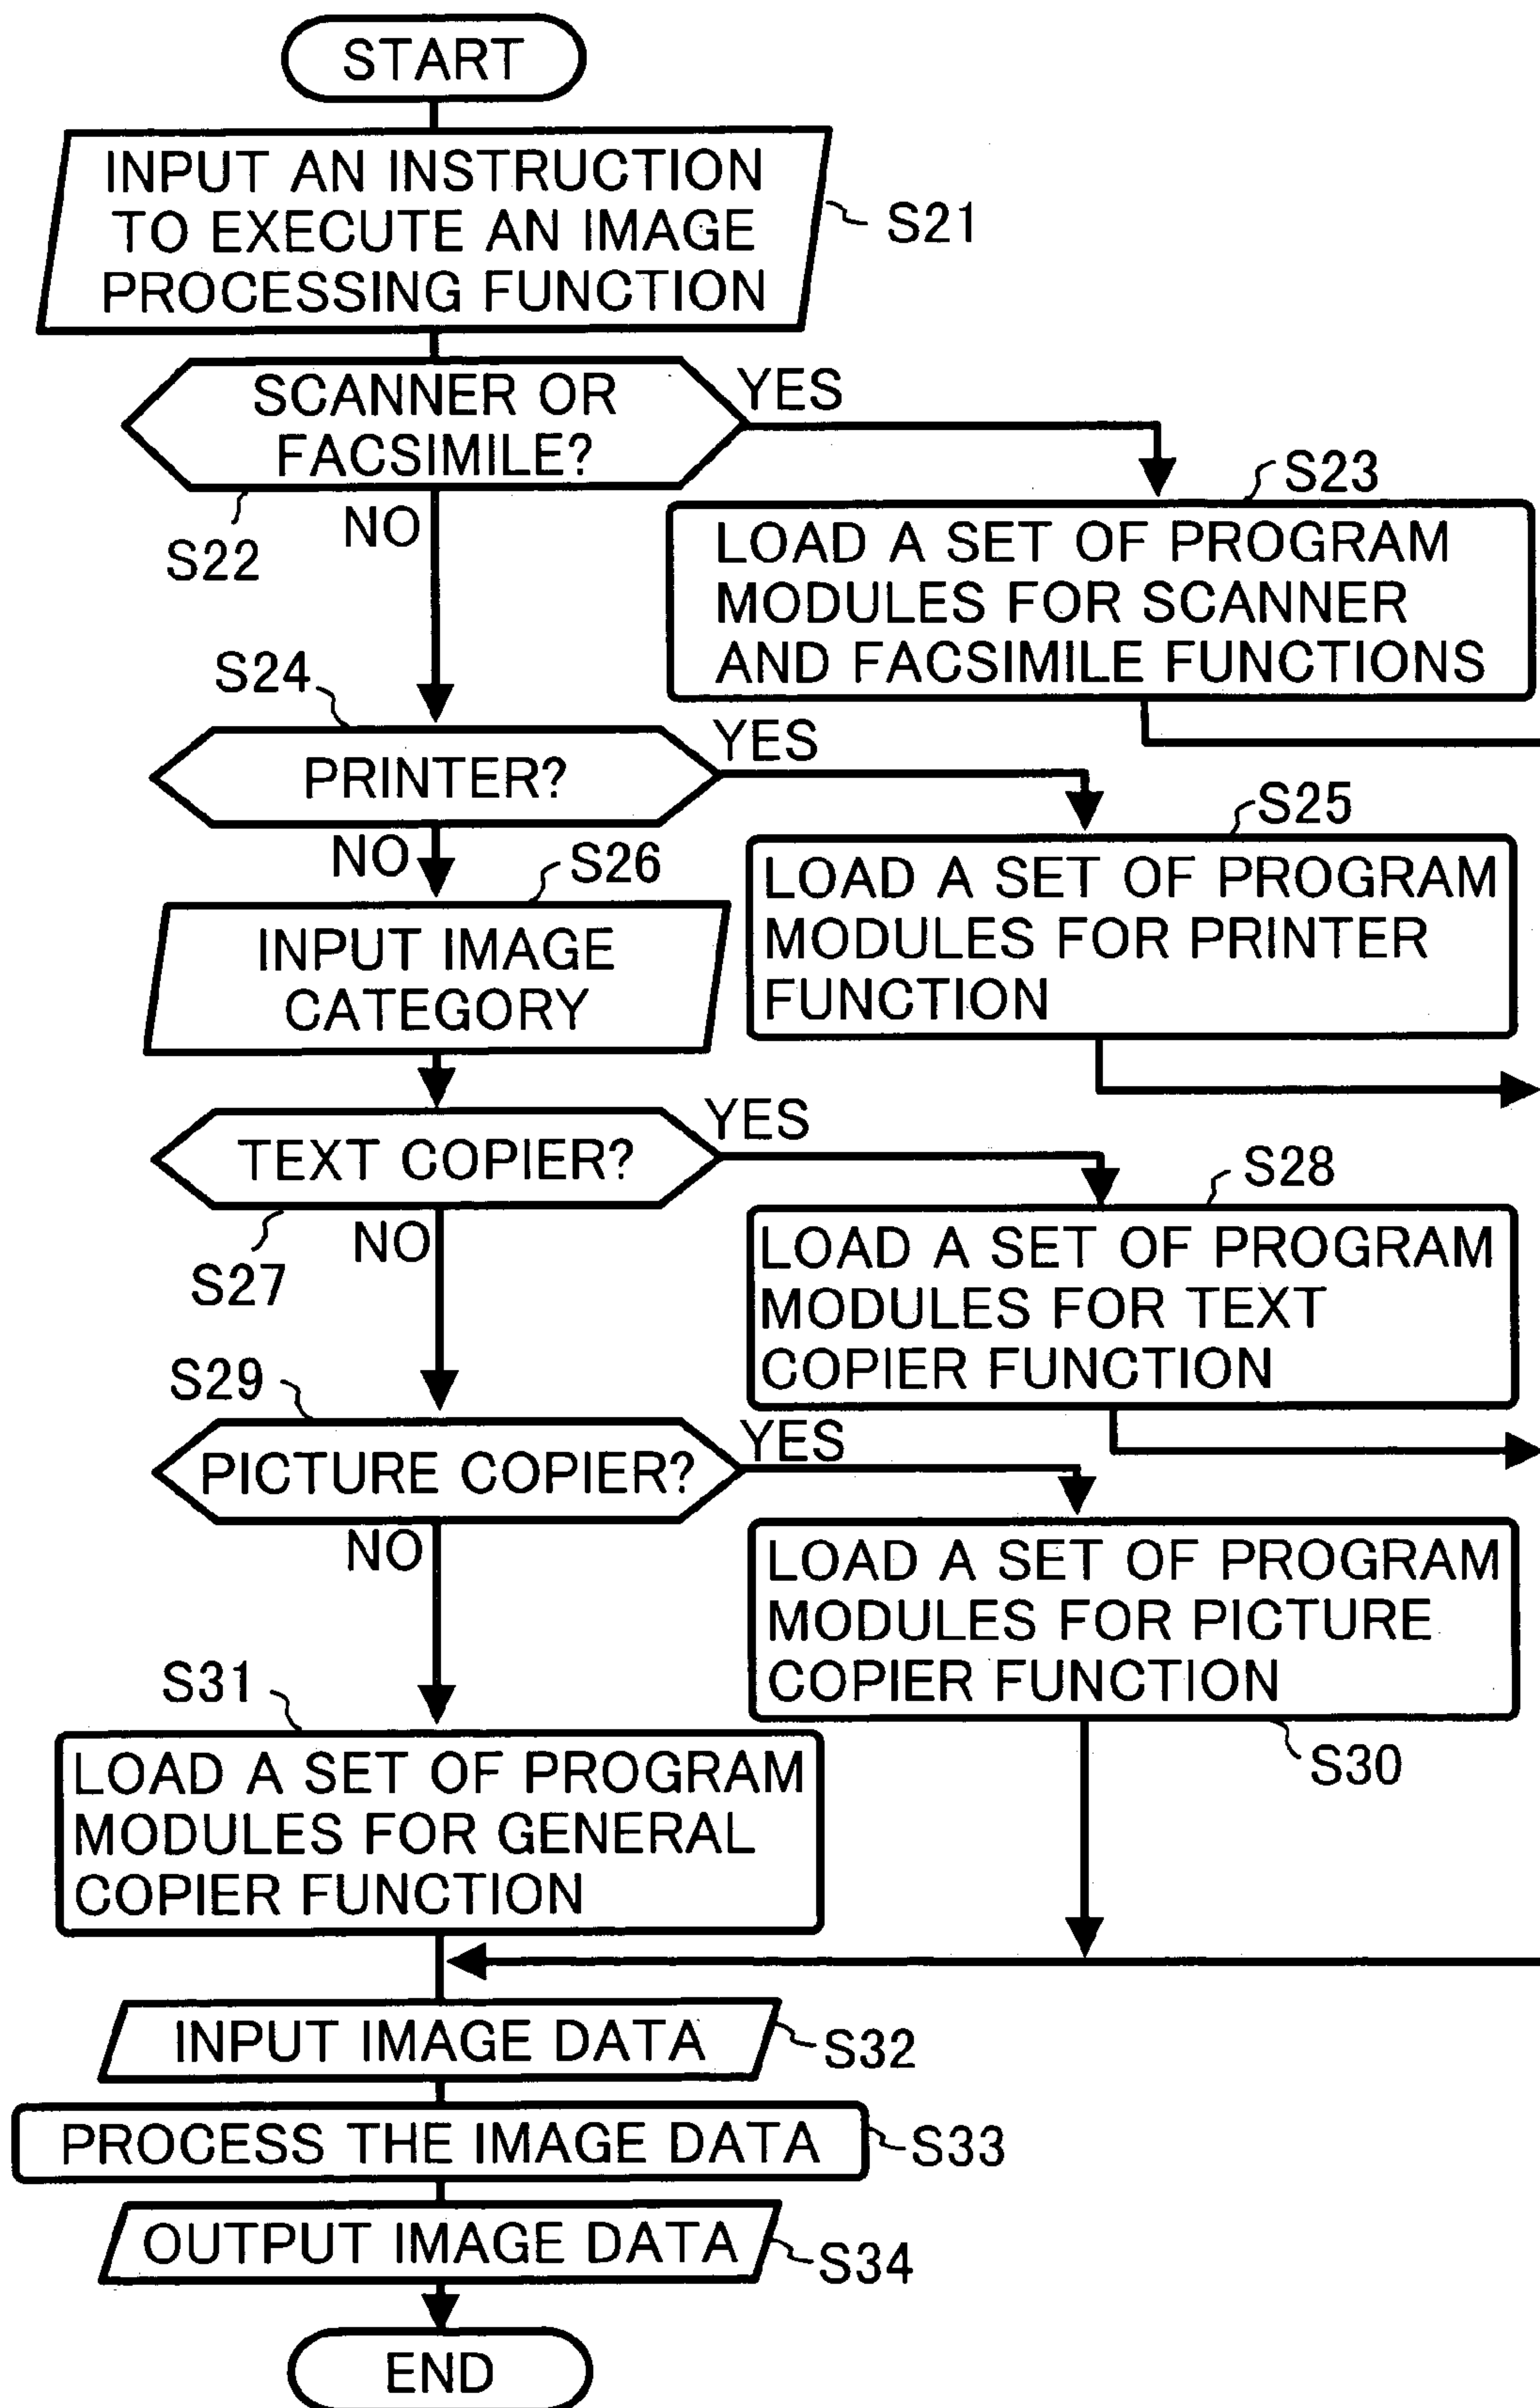 START
INPUT AN INSTRUCTION
TO EXECUTE AN IMAGE
PROCESSING FUNCTION
S21
SCANNER OR
FACSIMILE?
YES
S22
NO
S23
LOAD A SET OF PROGRAM
MODULES FOR SCANNER
AND FACSIMILE FUNCTIONS
S24
PRINTER?
YES
NO
S25
LOAD A SET OF PROGRAM
MODULES FOR PRINTER
FUNCTION
S26
INPUT IMAGE
CATEGORY
TEXT COPIER?
YES
S27
NO
S28
LOAD A SET OF PROGRAM
MODULES FOR TEXT
COPIER FUNCTION
S29
PICTURE COPIER?
YES
NO
LOAD A SET OF PROGRAM
MODULES FOR PICTURE
COPIER FUNCTION
S30
S31
LOAD A SET OF PROGRAM
MODULES FOR GENERAL
COPIER FUNCTION
INPUT IMAGE DATA
S32
PROCESS THE IMAGE DATA
S33
OUTPUT IMAGE DATA
S34
END